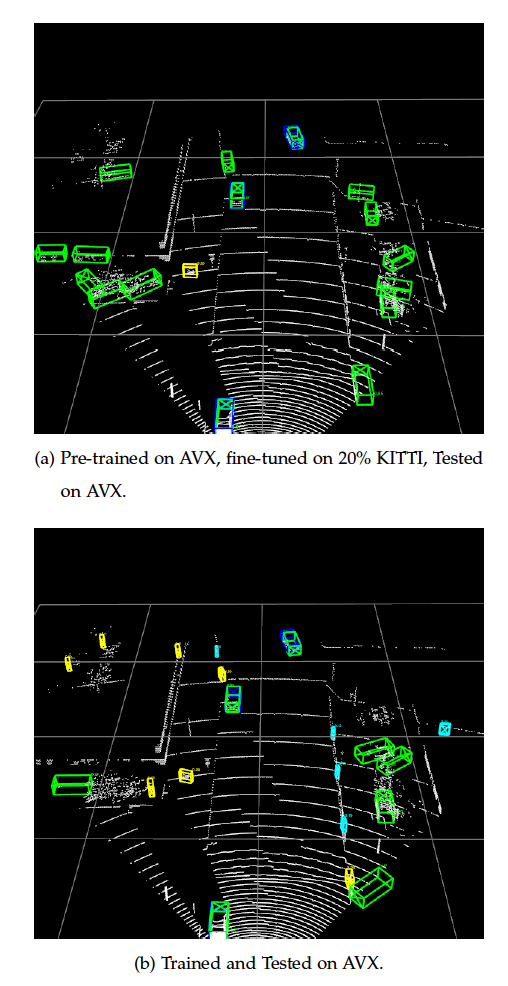 (a) Pre-trained on AVX, fine-tuned on 20% KITTI, Tested
on AVX.
(b) Trained and Tested on AVX.